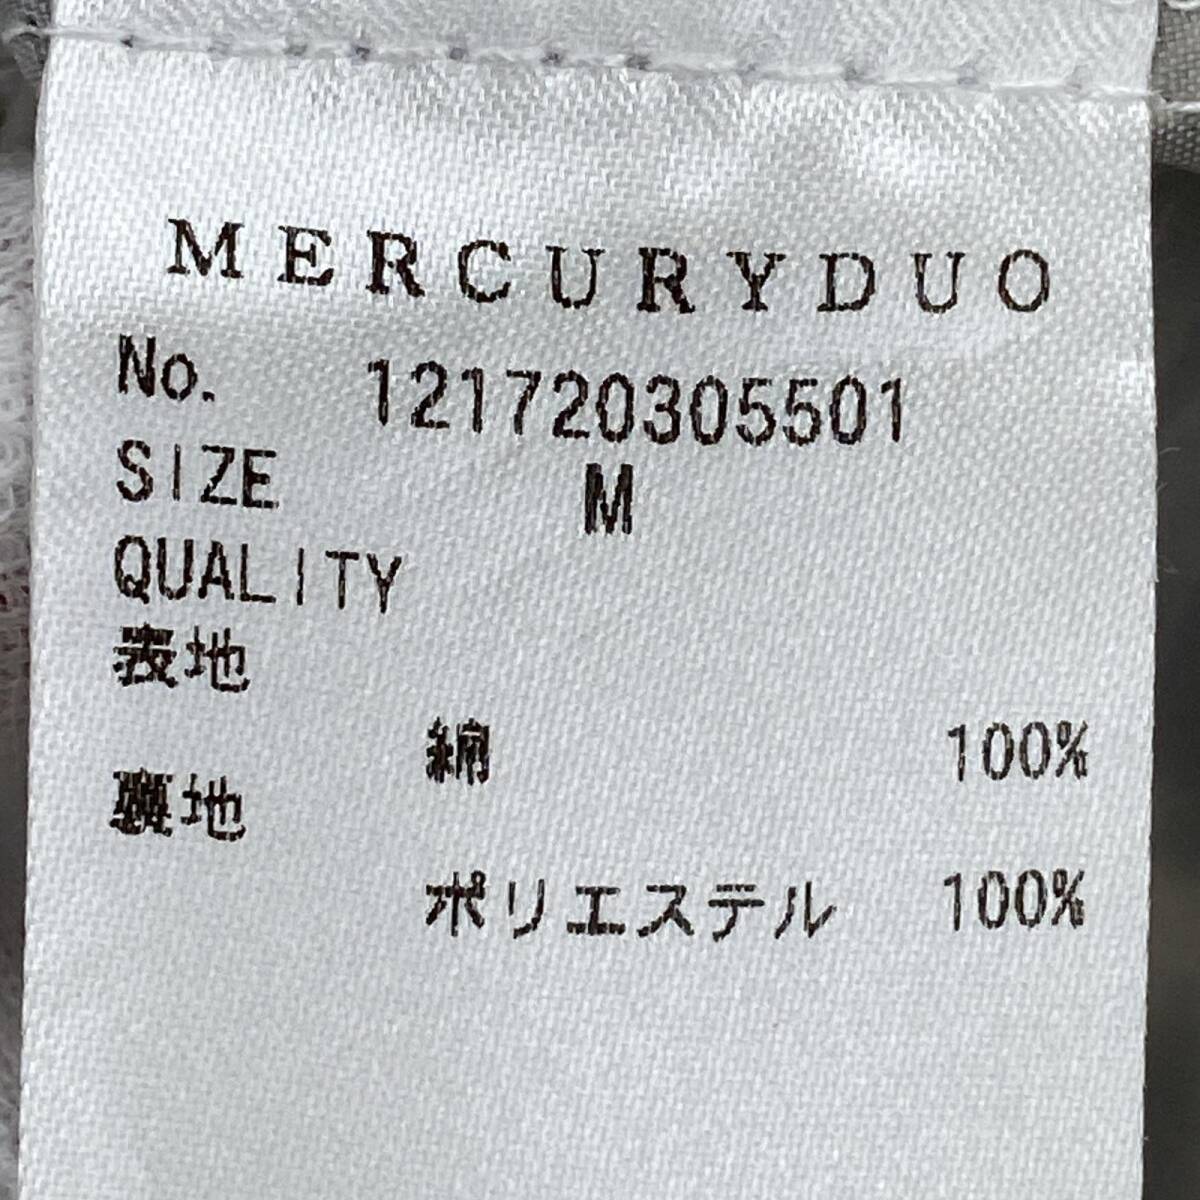 MERCURYDUO
No. 121720305501
SIZE M
QUALITY
表地
綿 100%
裏地
ポリエステル 100%